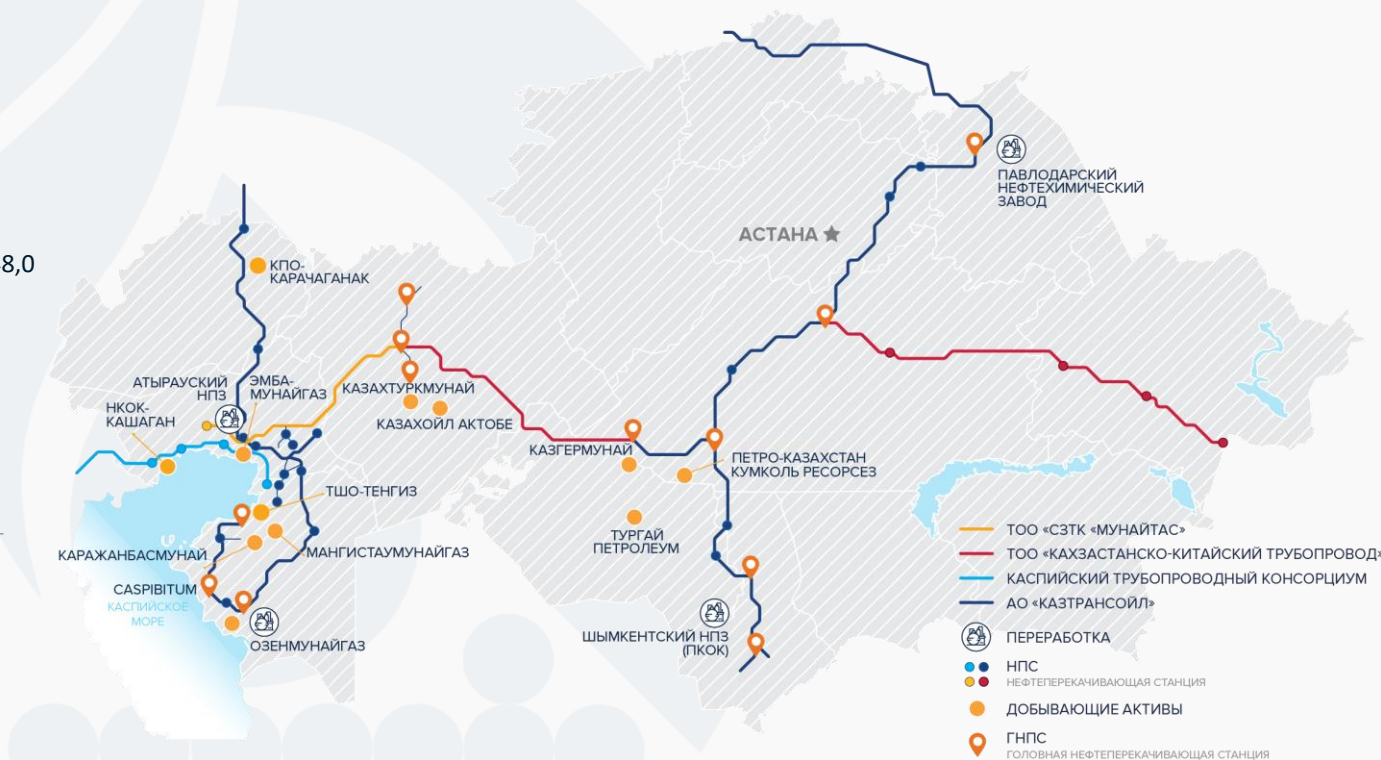 8,0
ПАВЛОДАРСКИЙ
НЕФТЕХИМИЧЕСКИЙ
ЗАВОД
АСТАНА
КПО-
КАРАЧАГАНАК
АТЫРАУСКИЙ
НПЗ
ЭМБА-
МУНАЙГАЗ
НКОК-
КАШАГАН
КАЗАХТУРКМУНАЙ
КАЗАХОЙЛ АКТОБЕ
КАЗГЕРМУНАЙ
ПЕТРО-КАЗАХСТАН
КУМКОЛЬ РЕСОРСЕЗ
ТШО-ТЕНГИЗ
ТУРГАЙ
ПЕТРОЛЕУМ
КАРАЖАНБАСМУНАЙ
МАНГИСТАУМУНАЙГАЗ
CASPIBITUM
КАСПИЙСКОЕ
МОРЕ
ОЗЕНМУНАЙГАЗ
ШЫМКЕНТСКИЙ НПЗ
(ПКОК)
ТОО «СЗТК «МУНАЙТАС»
ТОО «КАХЗАСТАНСКО-КИТАЙСКИЙ ТРУБОПРОВОД»
КАСПИЙСКИЙ ТРУБОПРОВОДНЫЙ КОНСОРЦИУМ
АО «КАЗТРАНСОЙЛ»
ПЕРЕРАБОТКА
НПС
НЕФТЕПЕРЕКАЧИВАЮЩАЯ СТАНЦИЯ
ДОБЫВАЮЩИЕ АКТИВЫ
ГНПС
ГОЛОВНАЯ НЕФТЕПЕРЕКАЧИВАЮЩАЯ СТАНЦИЯ